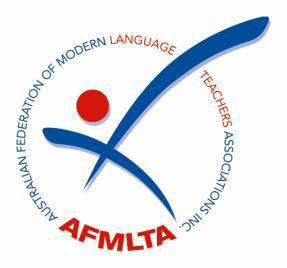 AUSTRALIAN FEDERATION OF MODERN LANGUAGE TEACHERS ASSOCIATIONS INC.
AFMLTA